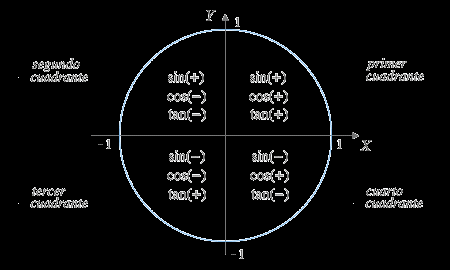 Y
1
segundo
cuadrante
primer
cuadrante
sin(+)
cos(−)
tan(−)
sin(+)
cos(+)
tan(+)
-1
1
X
sin(−)
cos(−)
tan(+)
sin(−)
cos(+)
tan(−)
tercer
cuadrante
cuarto
cuadrante
-1